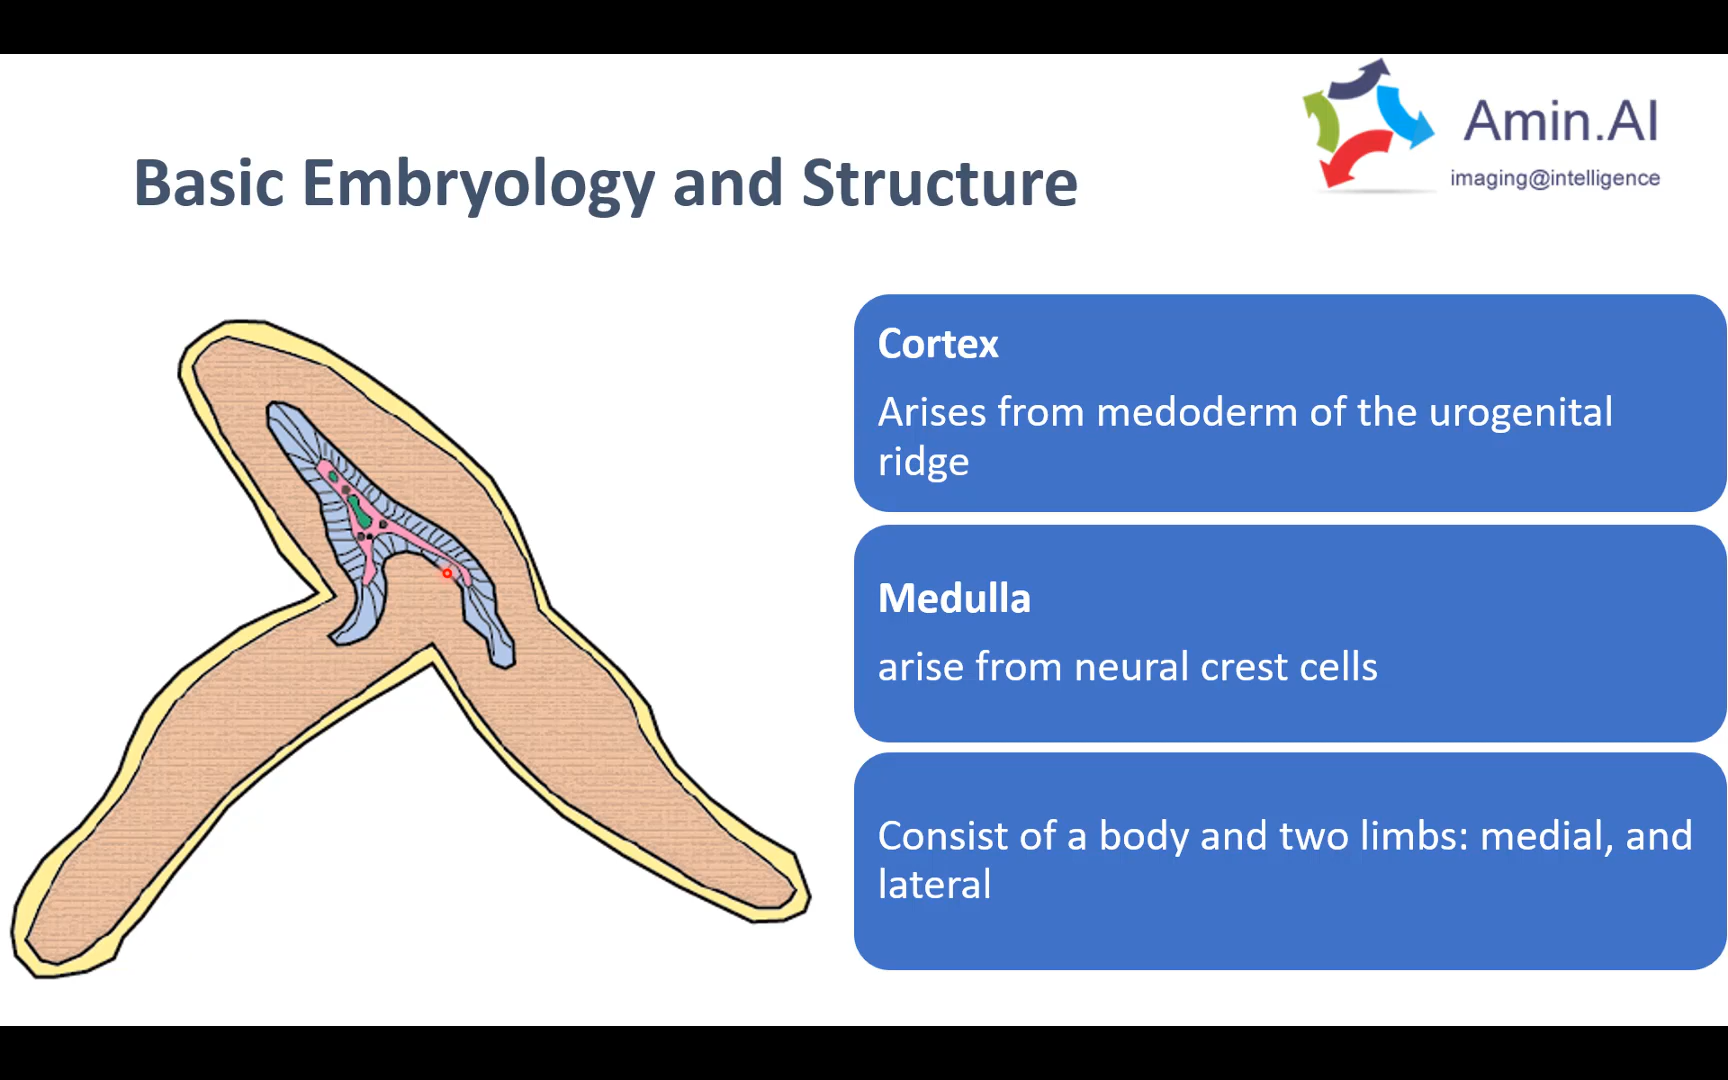 Amin.AI
imaging@intelligence
Basic Embryology and Structure
Cortex
Arises from medoderm of the urogenital
ridge
Medulla
arise from neural crest cells
Consist of a body and two limbs: medial, and
lateral